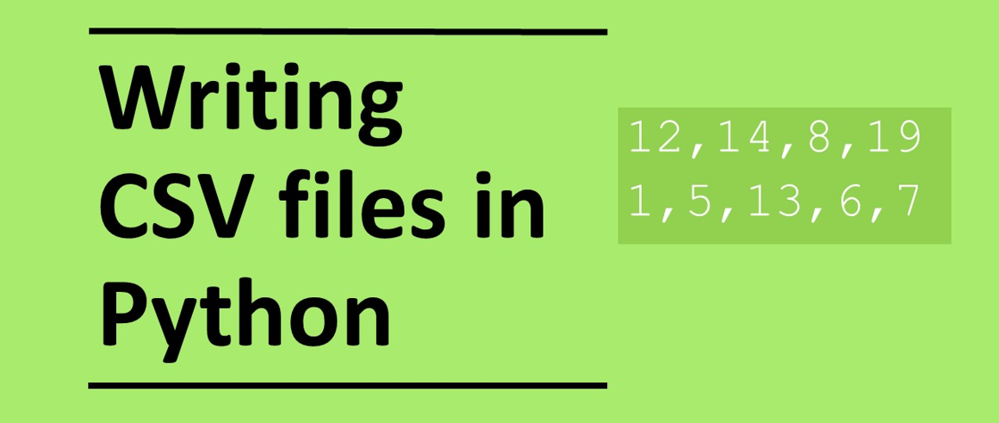 Writing
CSV files in
Python
12,14,8,19
1,5,13,6,7